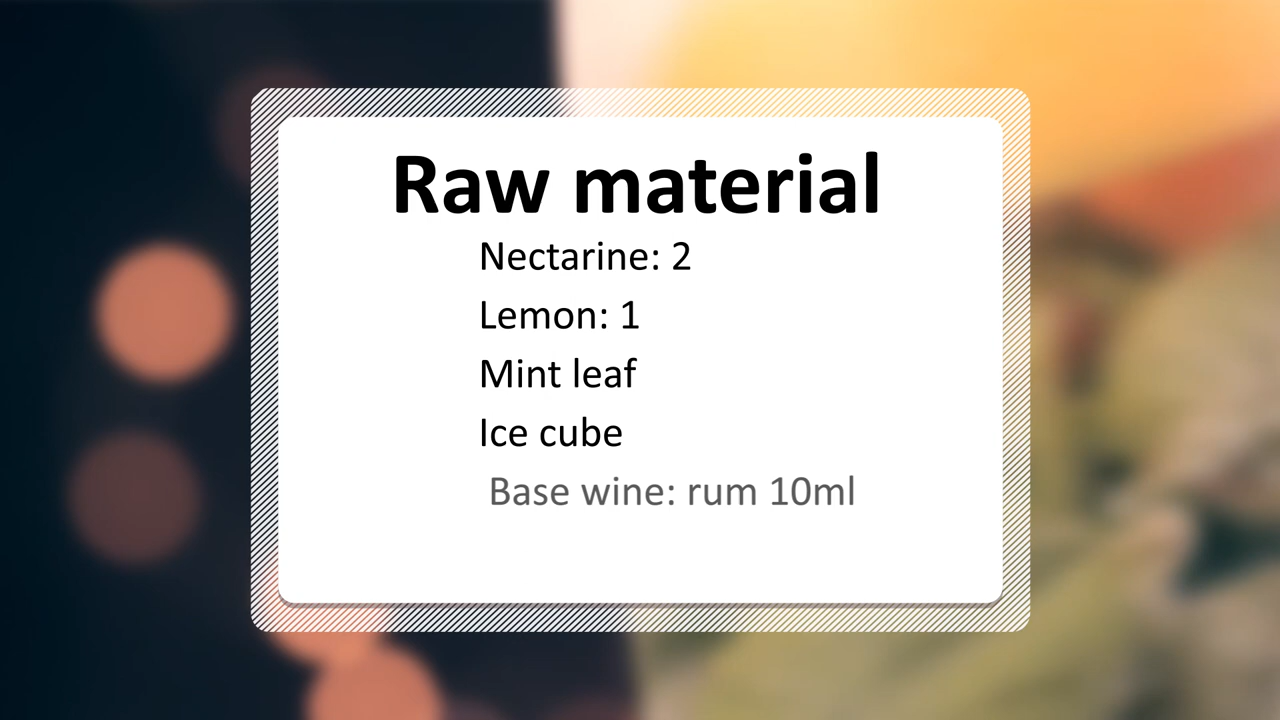 Raw material
Nectarine: 2
Lemon: 1
Mint leaf
Ice cube
Base wine: rum 10ml